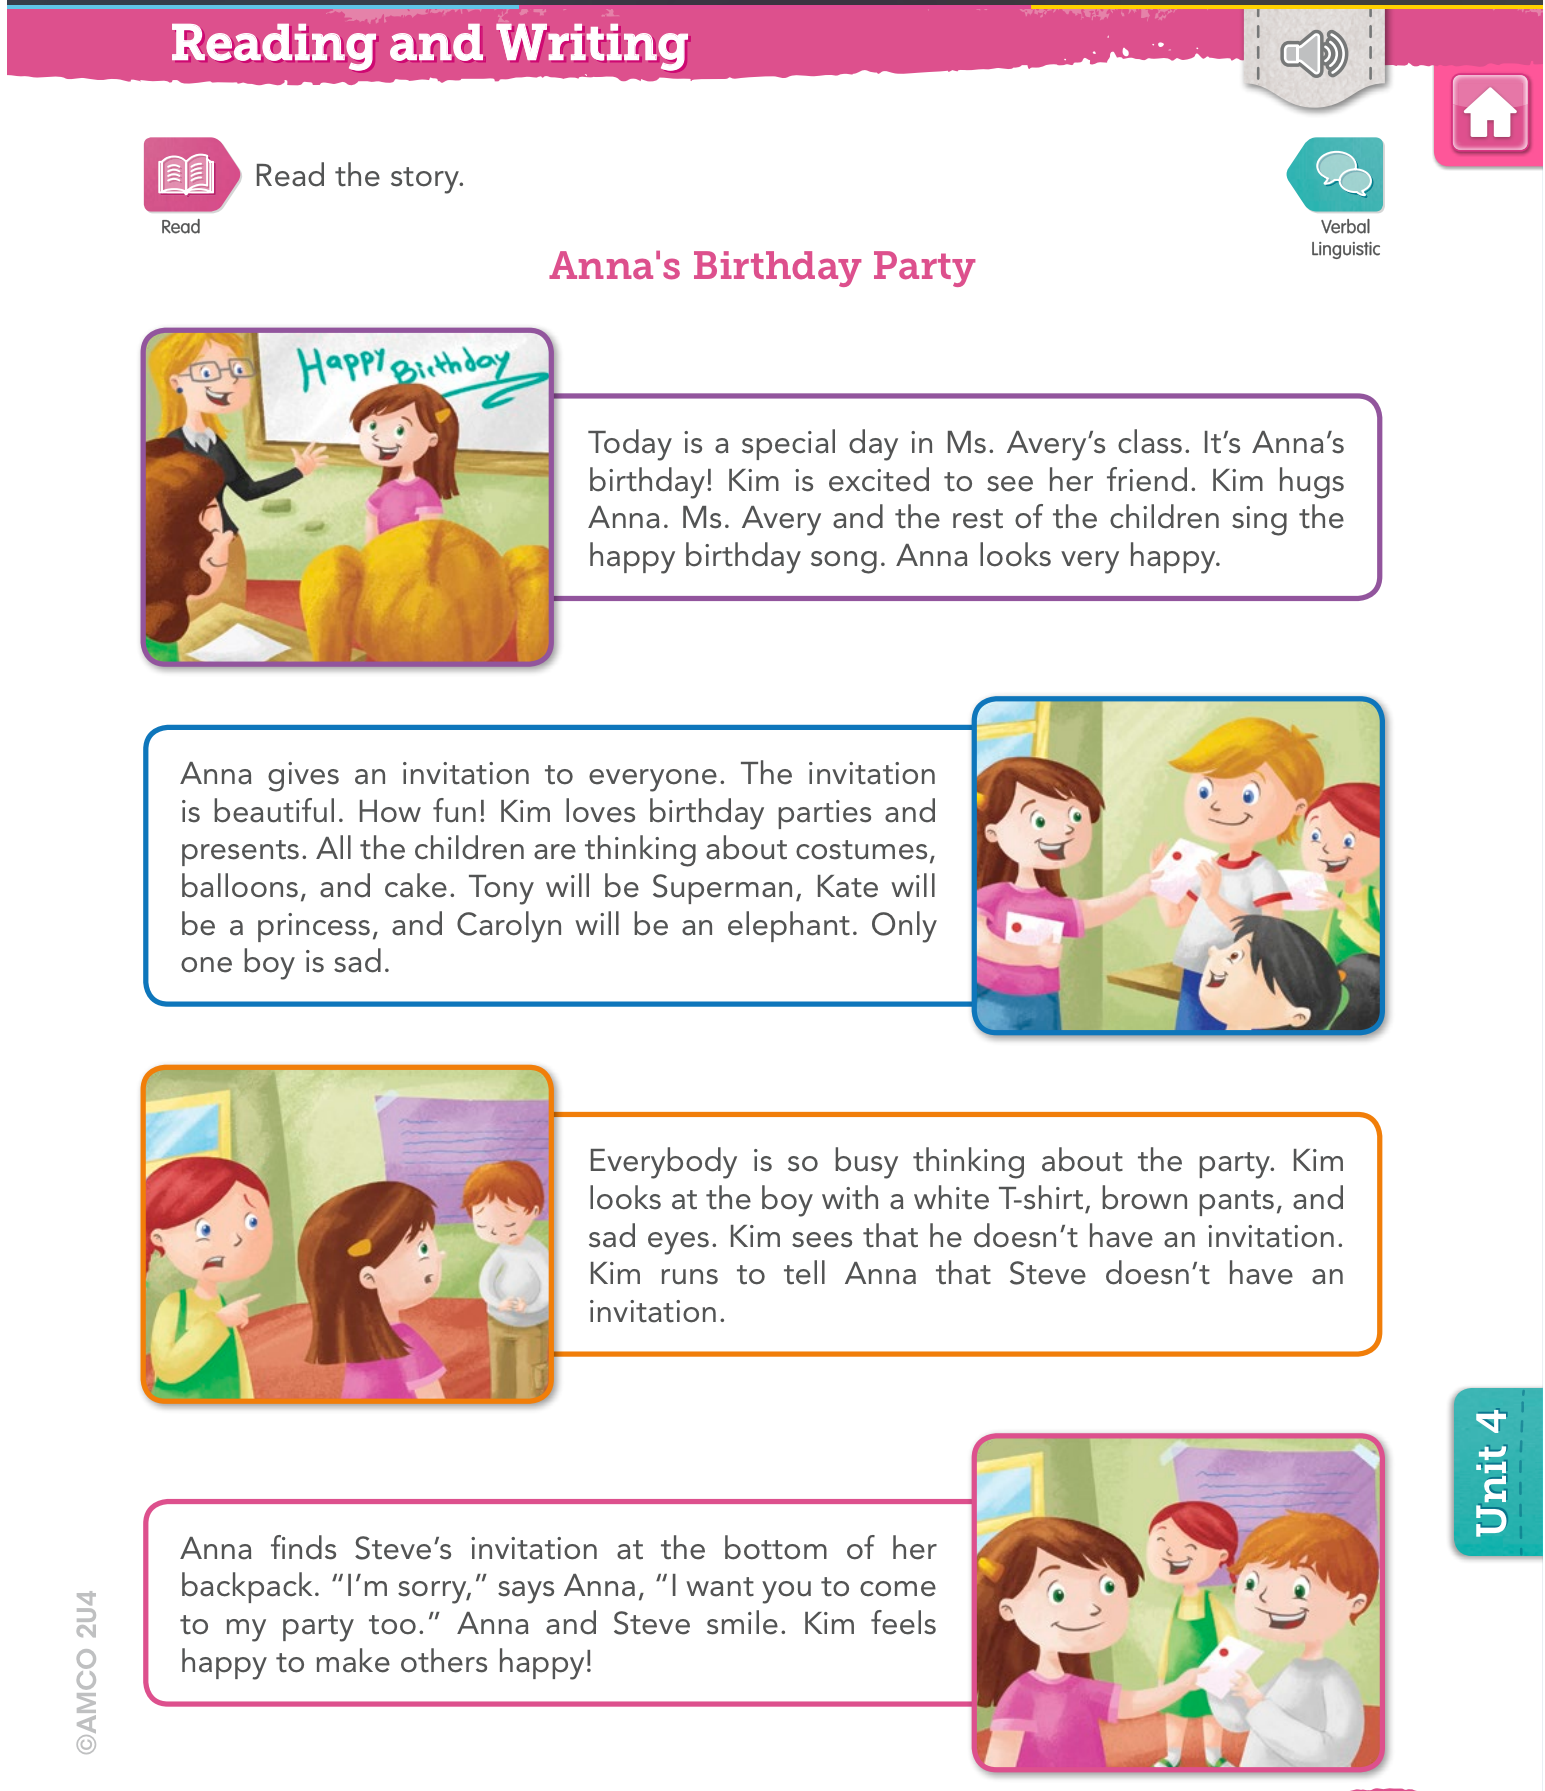 Reading and Writing
Read the story.
Read
Verbal
Linguistic
Anna's Birthday Party
Happy Birthday
Today is a special day in Ms. Avery’s class. It’s Anna’s
birthday! Kim is excited to see her friend. Kim hugs
Anna. Ms. Avery and the rest of the children sing the
happy birthday song. Anna looks very happy.
Anna gives an invitation to everyone. The invitation
is beautiful. How fun! Kim loves birthday parties and
presents. All the children are thinking about costumes,
balloons, and cake. Tony will be Superman, Kate will
be a princess, and Carolyn will be an elephant. Only
one boy is sad.
Everybody is so busy thinking about the party. Kim
looks at the boy with a white T-shirt, brown pants, and
sad eyes. Kim sees that he doesn’t have an invitation.
Kim runs to tell Anna that Steve doesn’t have an
invitation.
Anna finds Steve’s invitation at the bottom of her
backpack. “I’m sorry,” says Anna, “I want you to come
to my party too.” Anna and Steve smile. Kim feels
happy to make others happy!
Unit 4
©AMCO 2U4